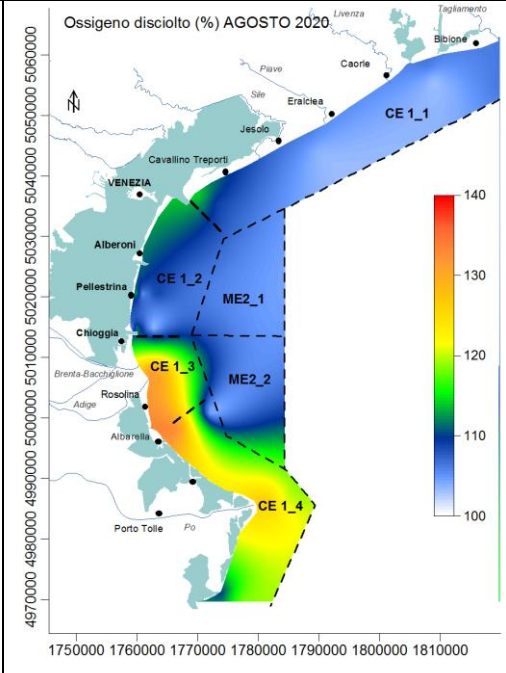 Ossigeno disciolto (%) AGOSTO 2020
Tagliamento
Livenza
Bibione
Caorle
Piave
Eraiclea
Sile
N
Jesolo
CE 1_1
Cavallino Treporti
VENEZIA
Alberoni
CE 1_2
Pellestrina
ME2_1
Chioggia
CE 1_3
Brenta-Bacchiglione
ME2_2
Adige
Rosolina
Albarella
CE 1_4
Porto Tolle
Po
140
130
120
110
100
5060000
5050000
5040000
5030000
5020000
5010000
5000000
4990000
4980000
4970000
1750000 1760000 1770000 1780000 1790000 1800000 1810000